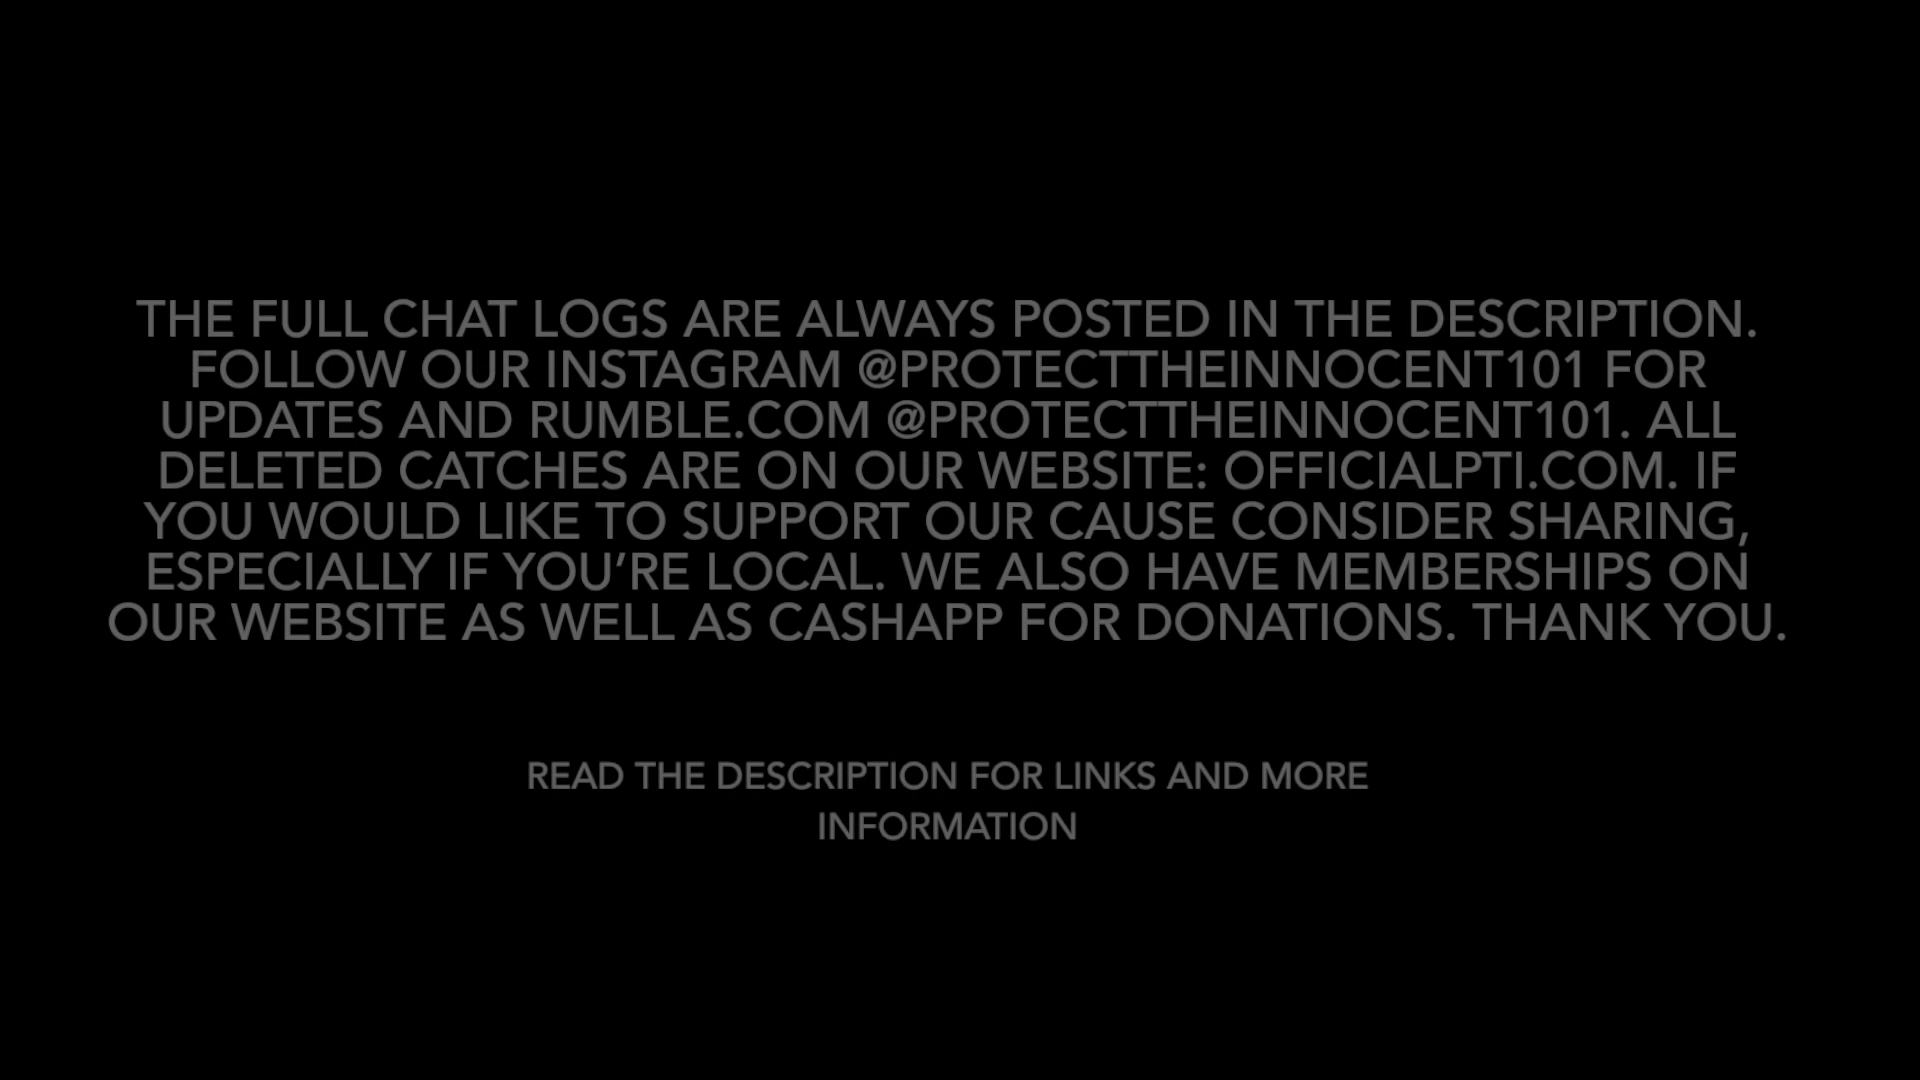 THE FULL CHAT LOGS ARE ALWAYS POSTED IN THE DESCRIPTION.
FOLLOW OUR INSTAGRAM @PROTECTTHEINNOCENT101 FOR
UPDATES AND RUMBLE.COM @PROTECTTHEINNOCENT101. ALL
DELETED CATCHES ARE ON OUR WEBSITE: OFFICIALPTI.COM. IF
YOU WOULD LIKE TO SUPPORT OUR CAUSE CONSIDER SHARING,
ESPECIALLY IF YOU’RE LOCAL. WE ALSO HAVE MEMBERSHIPS ON
OUR WEBSITE AS WELL AS CASHAPP FOR DONATIONS. THANK YOU.
READ THE DESCRIPTION FOR LINKS AND MORE
INFORMATION